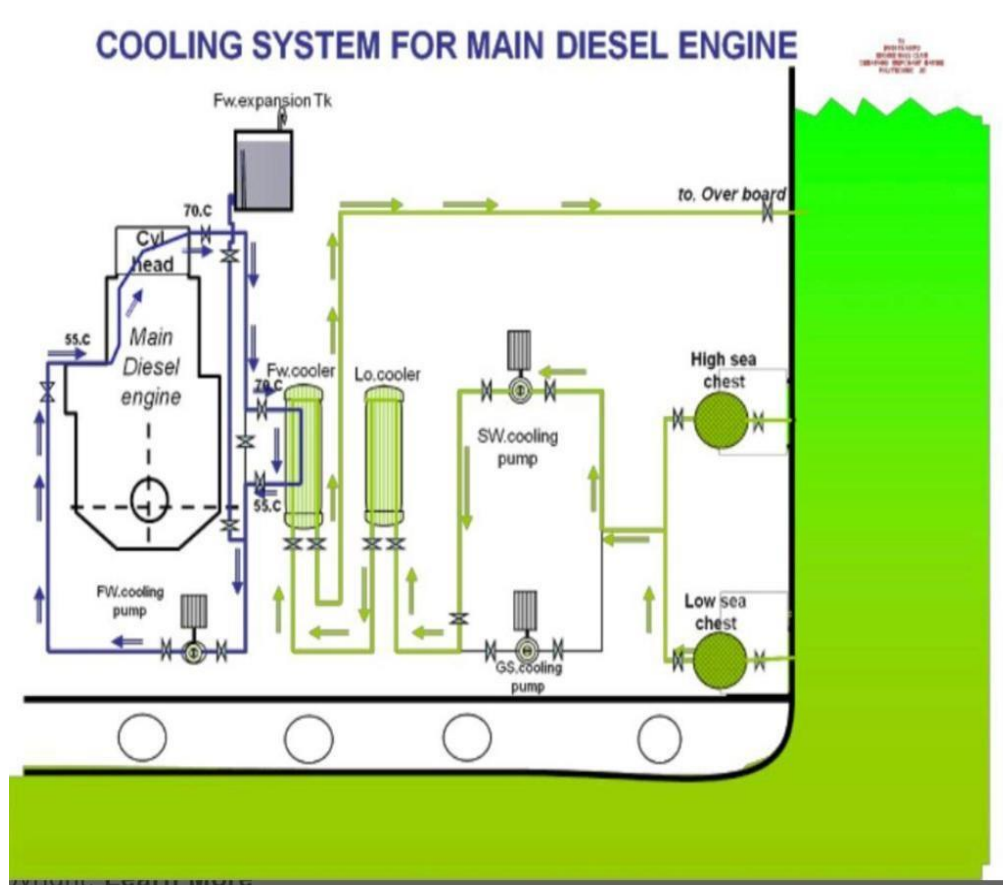 COOLING SYSTEM FOR MAIN DIESEL ENGINE
Fw.expansion Tk
to. Over board
70.C
Cyl
head
55.C
Main
Diesel
engine
Fw.cooler
70.C
Lo.cooler
High sea
chest
SW.cooling
pump
55.C
FW.cooling
pump
Low sea
chest
GS.cooling
pump
Learn More